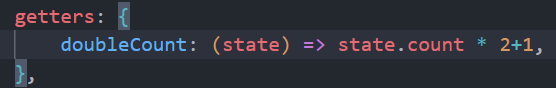 getters: {
doubleCount: (state) => state.count * 2+1,
},